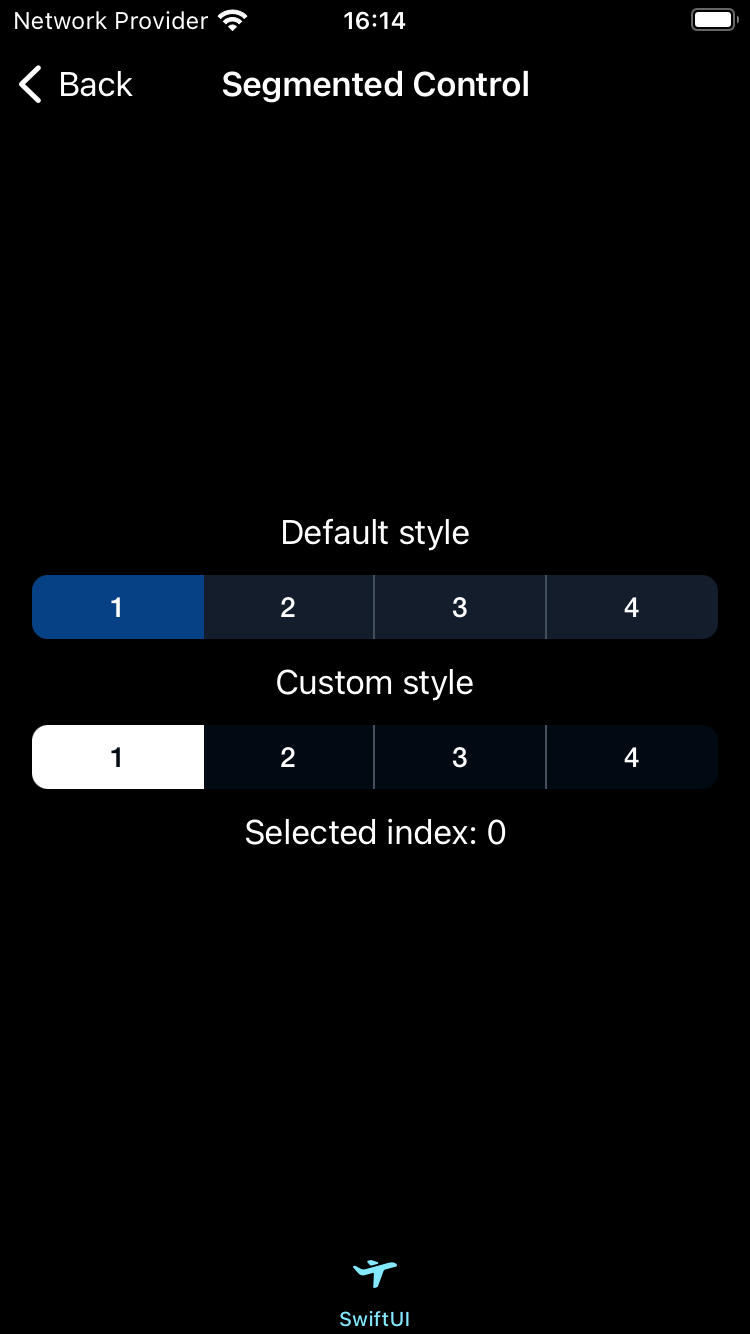 Network Provider 16:14
Back Segmented Control
Default style
1 2 3 4
Custom style
1 2 3 4
Selected index: 0
SwiftUI